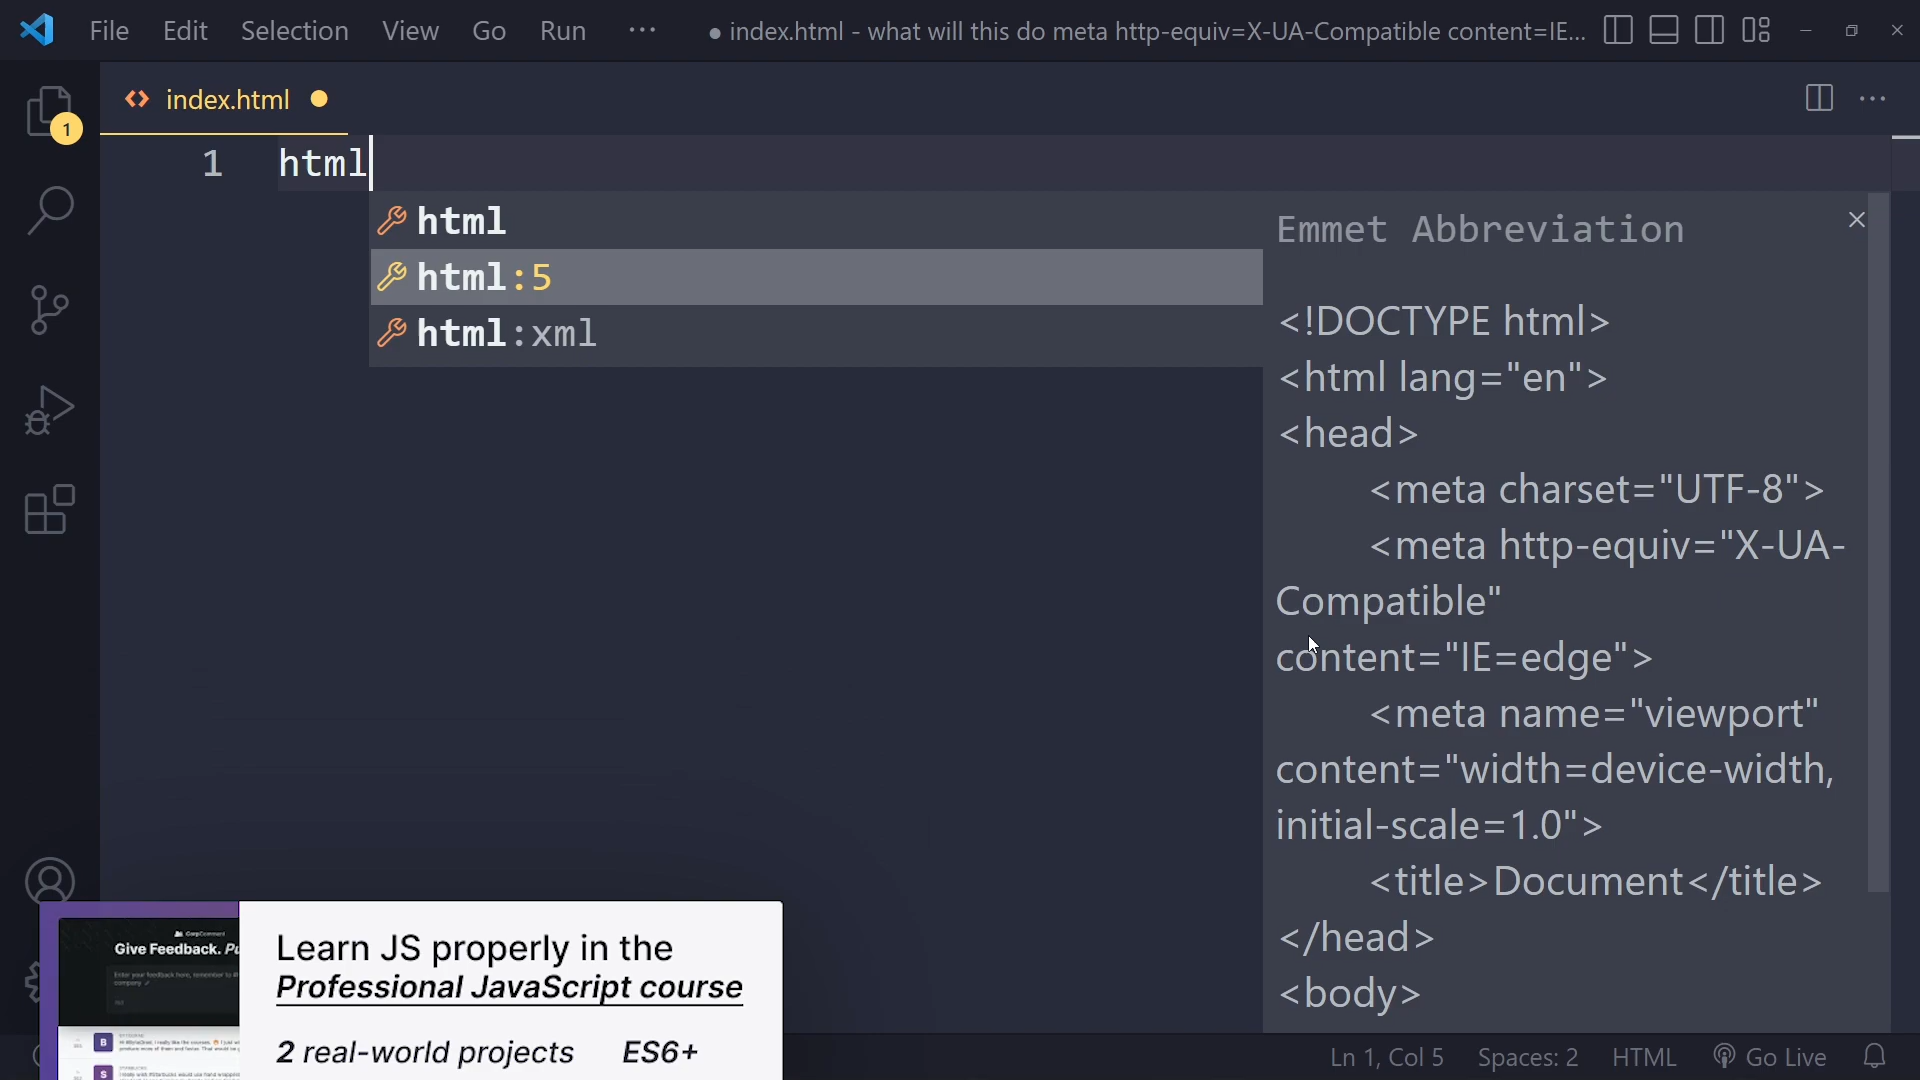 File Edit Selection View Go Run ···
● index.html - what will this do meta http-equiv=X-UA-Compatible content=IE...
1
index.html
1 html
html
html:5
html:xml
Emmet Abbreviation
<!DOCTYPE html>
<html lang="en">
<head>
<meta charset="UTF-8">
<meta http-equiv="X-UA-
Compatible"
content="IE=edge">
<meta name="viewport"
content="width=device-width,
initial-scale=1.0">
<title>Document</title>
</head>
<body>
CorpComment
Give Feedback.
Learn JS properly in the
Professional JavaScript course
2 real-world projects ES6+
B
S
Ln 1, Col 5 Spaces: 2 HTML Go Live